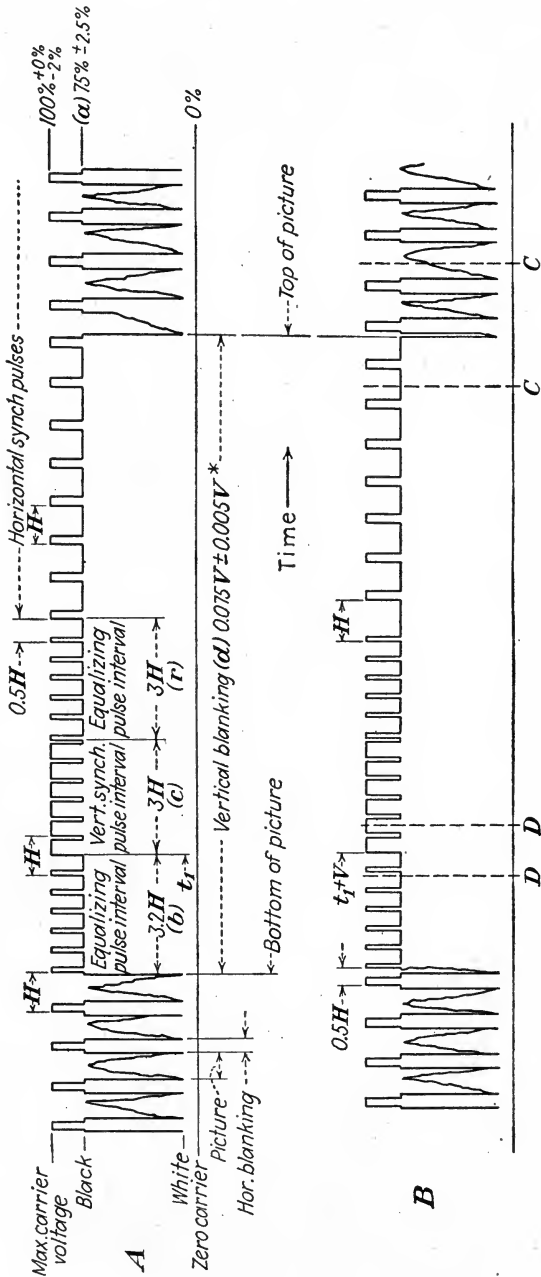 Max. carrier
voltage
Black
White
Zero carrier
A
100% +0%
-2%
(a) 75% ±2.5%
0%
Horizontal synch pulses
H
H
0.5H
H
Equalizing
pulse interval
3.2H
(b)
Vert. synch.
pulse interval
3H
(c)
Equalizing
pulse interval
3H
(r)
t₁
Vertical blanking (d) 0.075V ± 0.005V*
Picture
Hor. blanking
Bottom of picture
Top of picture
Time
B
0.5H
t₁+V
H
D
D
C
C